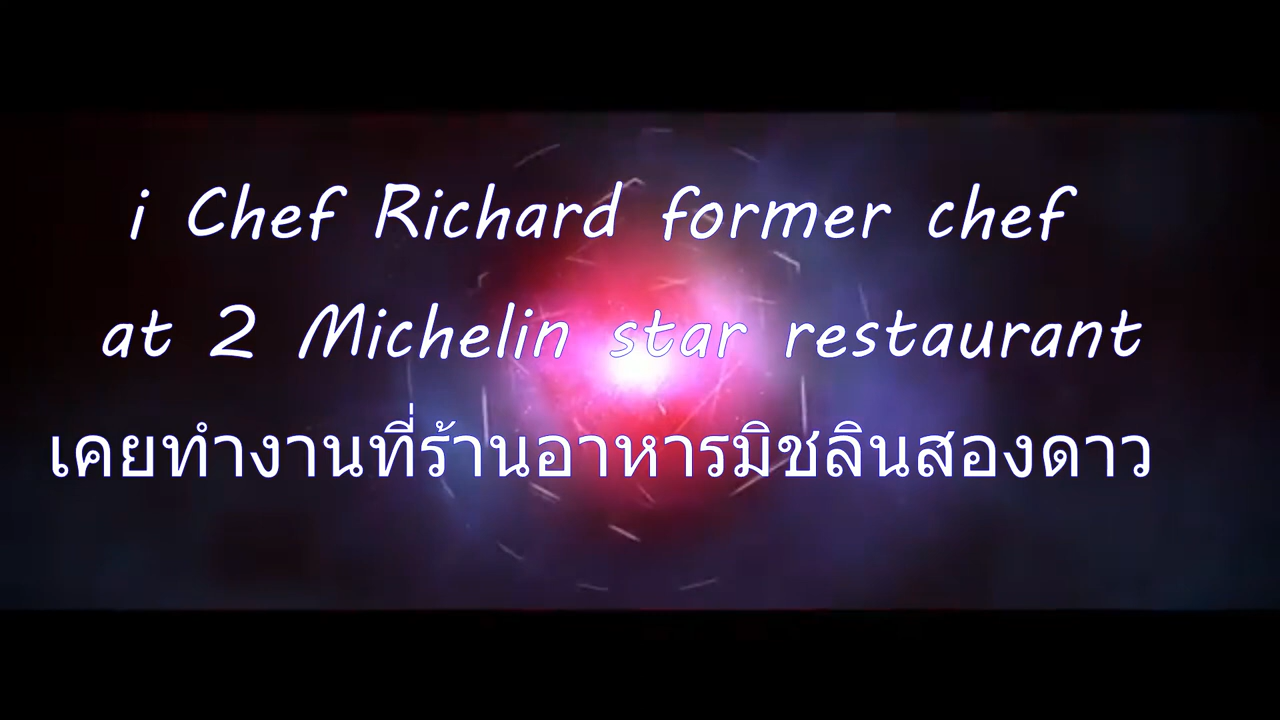 i Chef Richard former chef
at 2 Michelin star restaurant
เคยทำงานที่ร้านอาหารมิชลินสองดาว